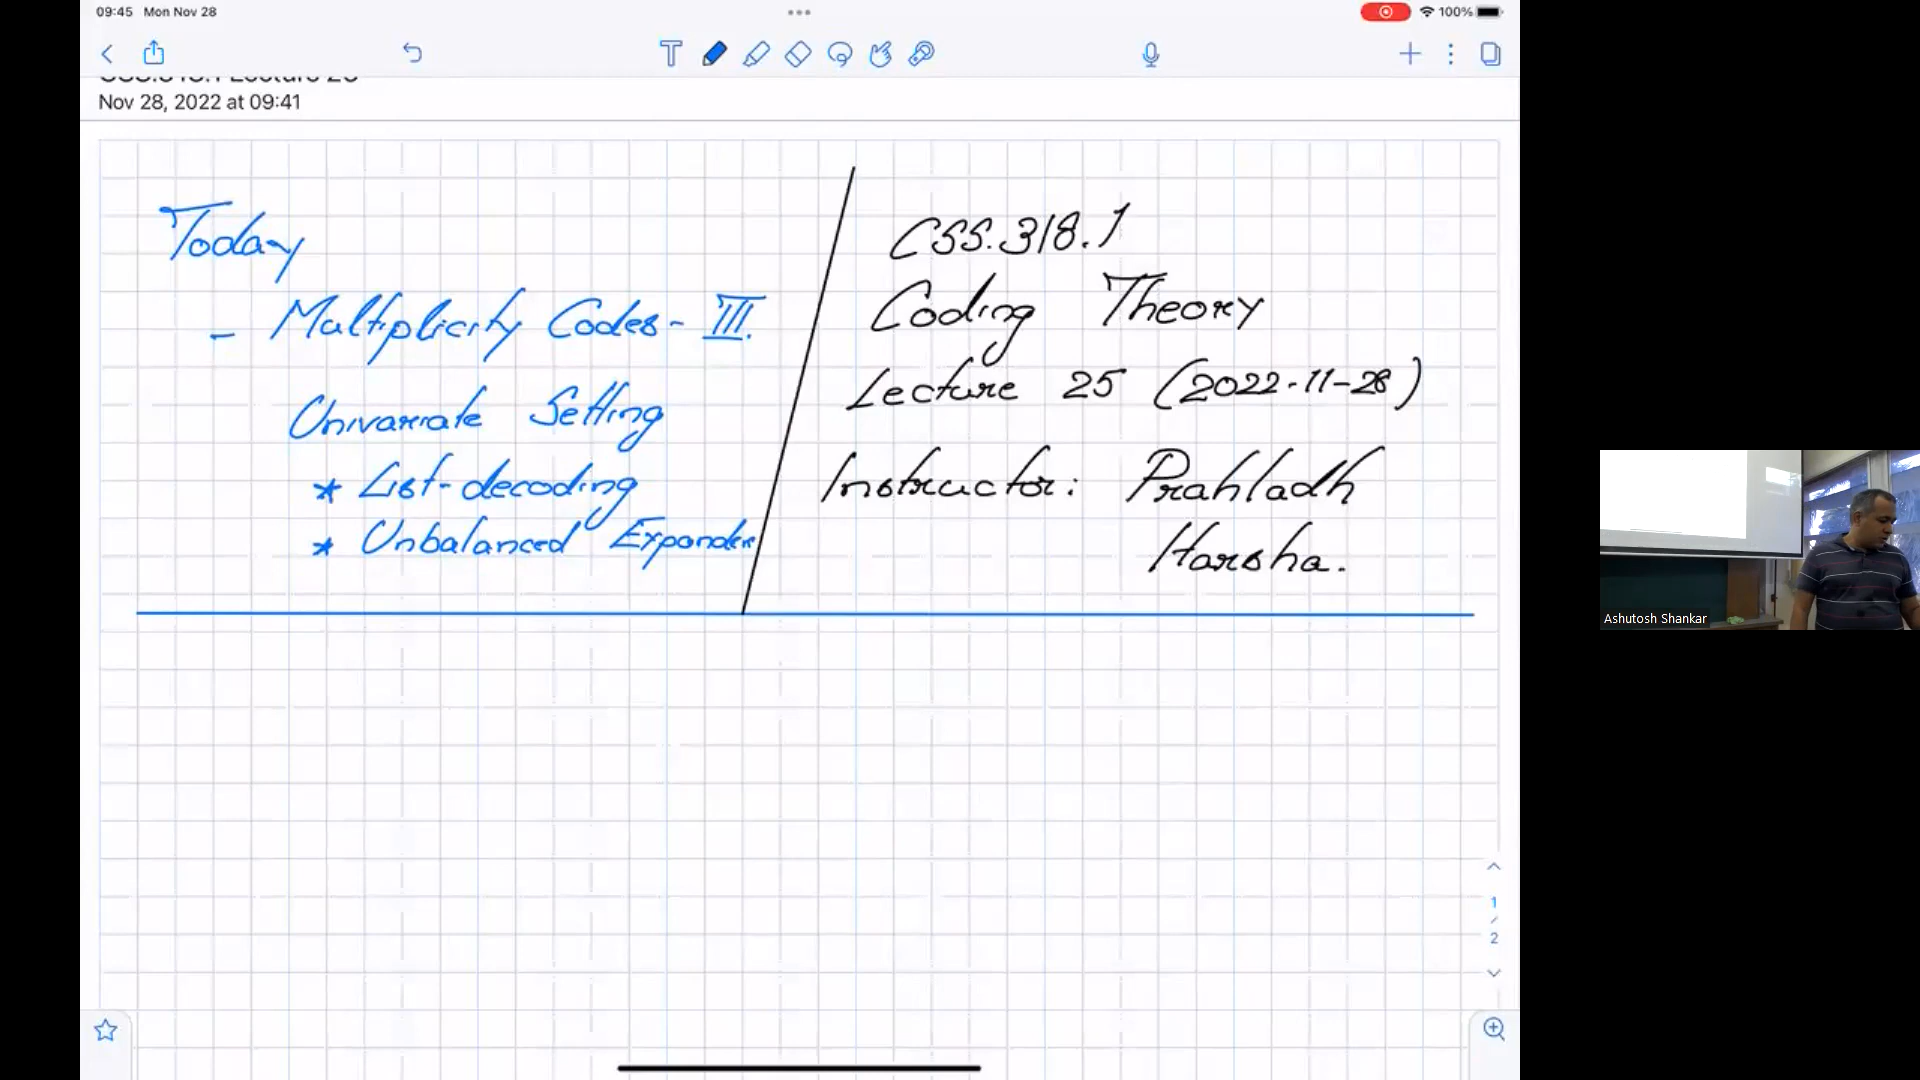 09:45 Mon Nov 28
100%
Nov 28, 2022 at 09:41
Today
- Multiplicity Codes - III.
Univariate Setting
* List-decoding
* Unbalanced Expander
CSS.318.1
Coding Theory
Lecture 25 (2022-11-28)
Instructor: Prahladh
Harsha.
1
2
Ashutosh Shankar